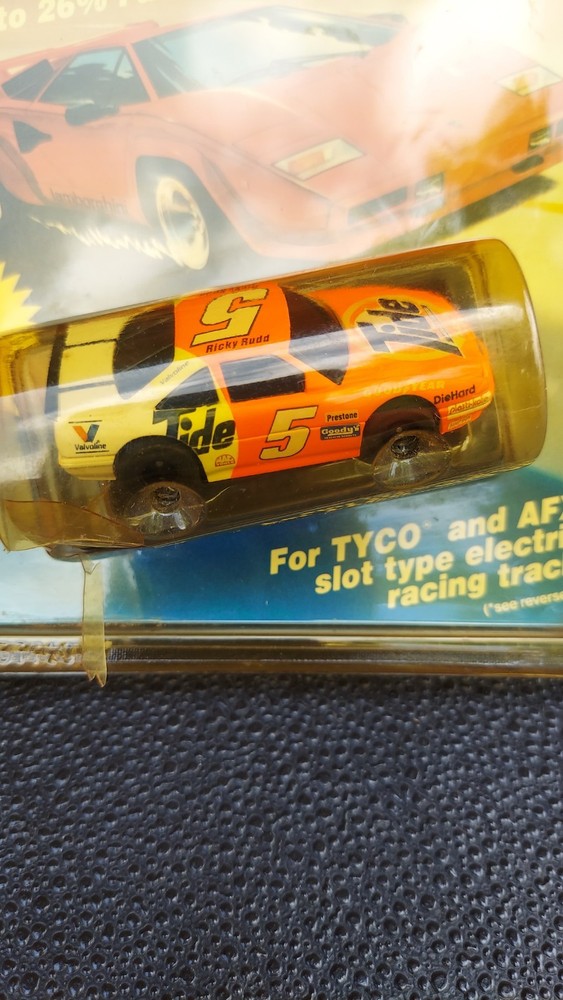 to 26%
5
Ricky Rudd
Tide
Valvoline
Valvoline
Tide
5
Prestone
Goody's
GOODYEAR
DieHard
For TYCO and AF
slot type electri
racing trac
(*see reverse